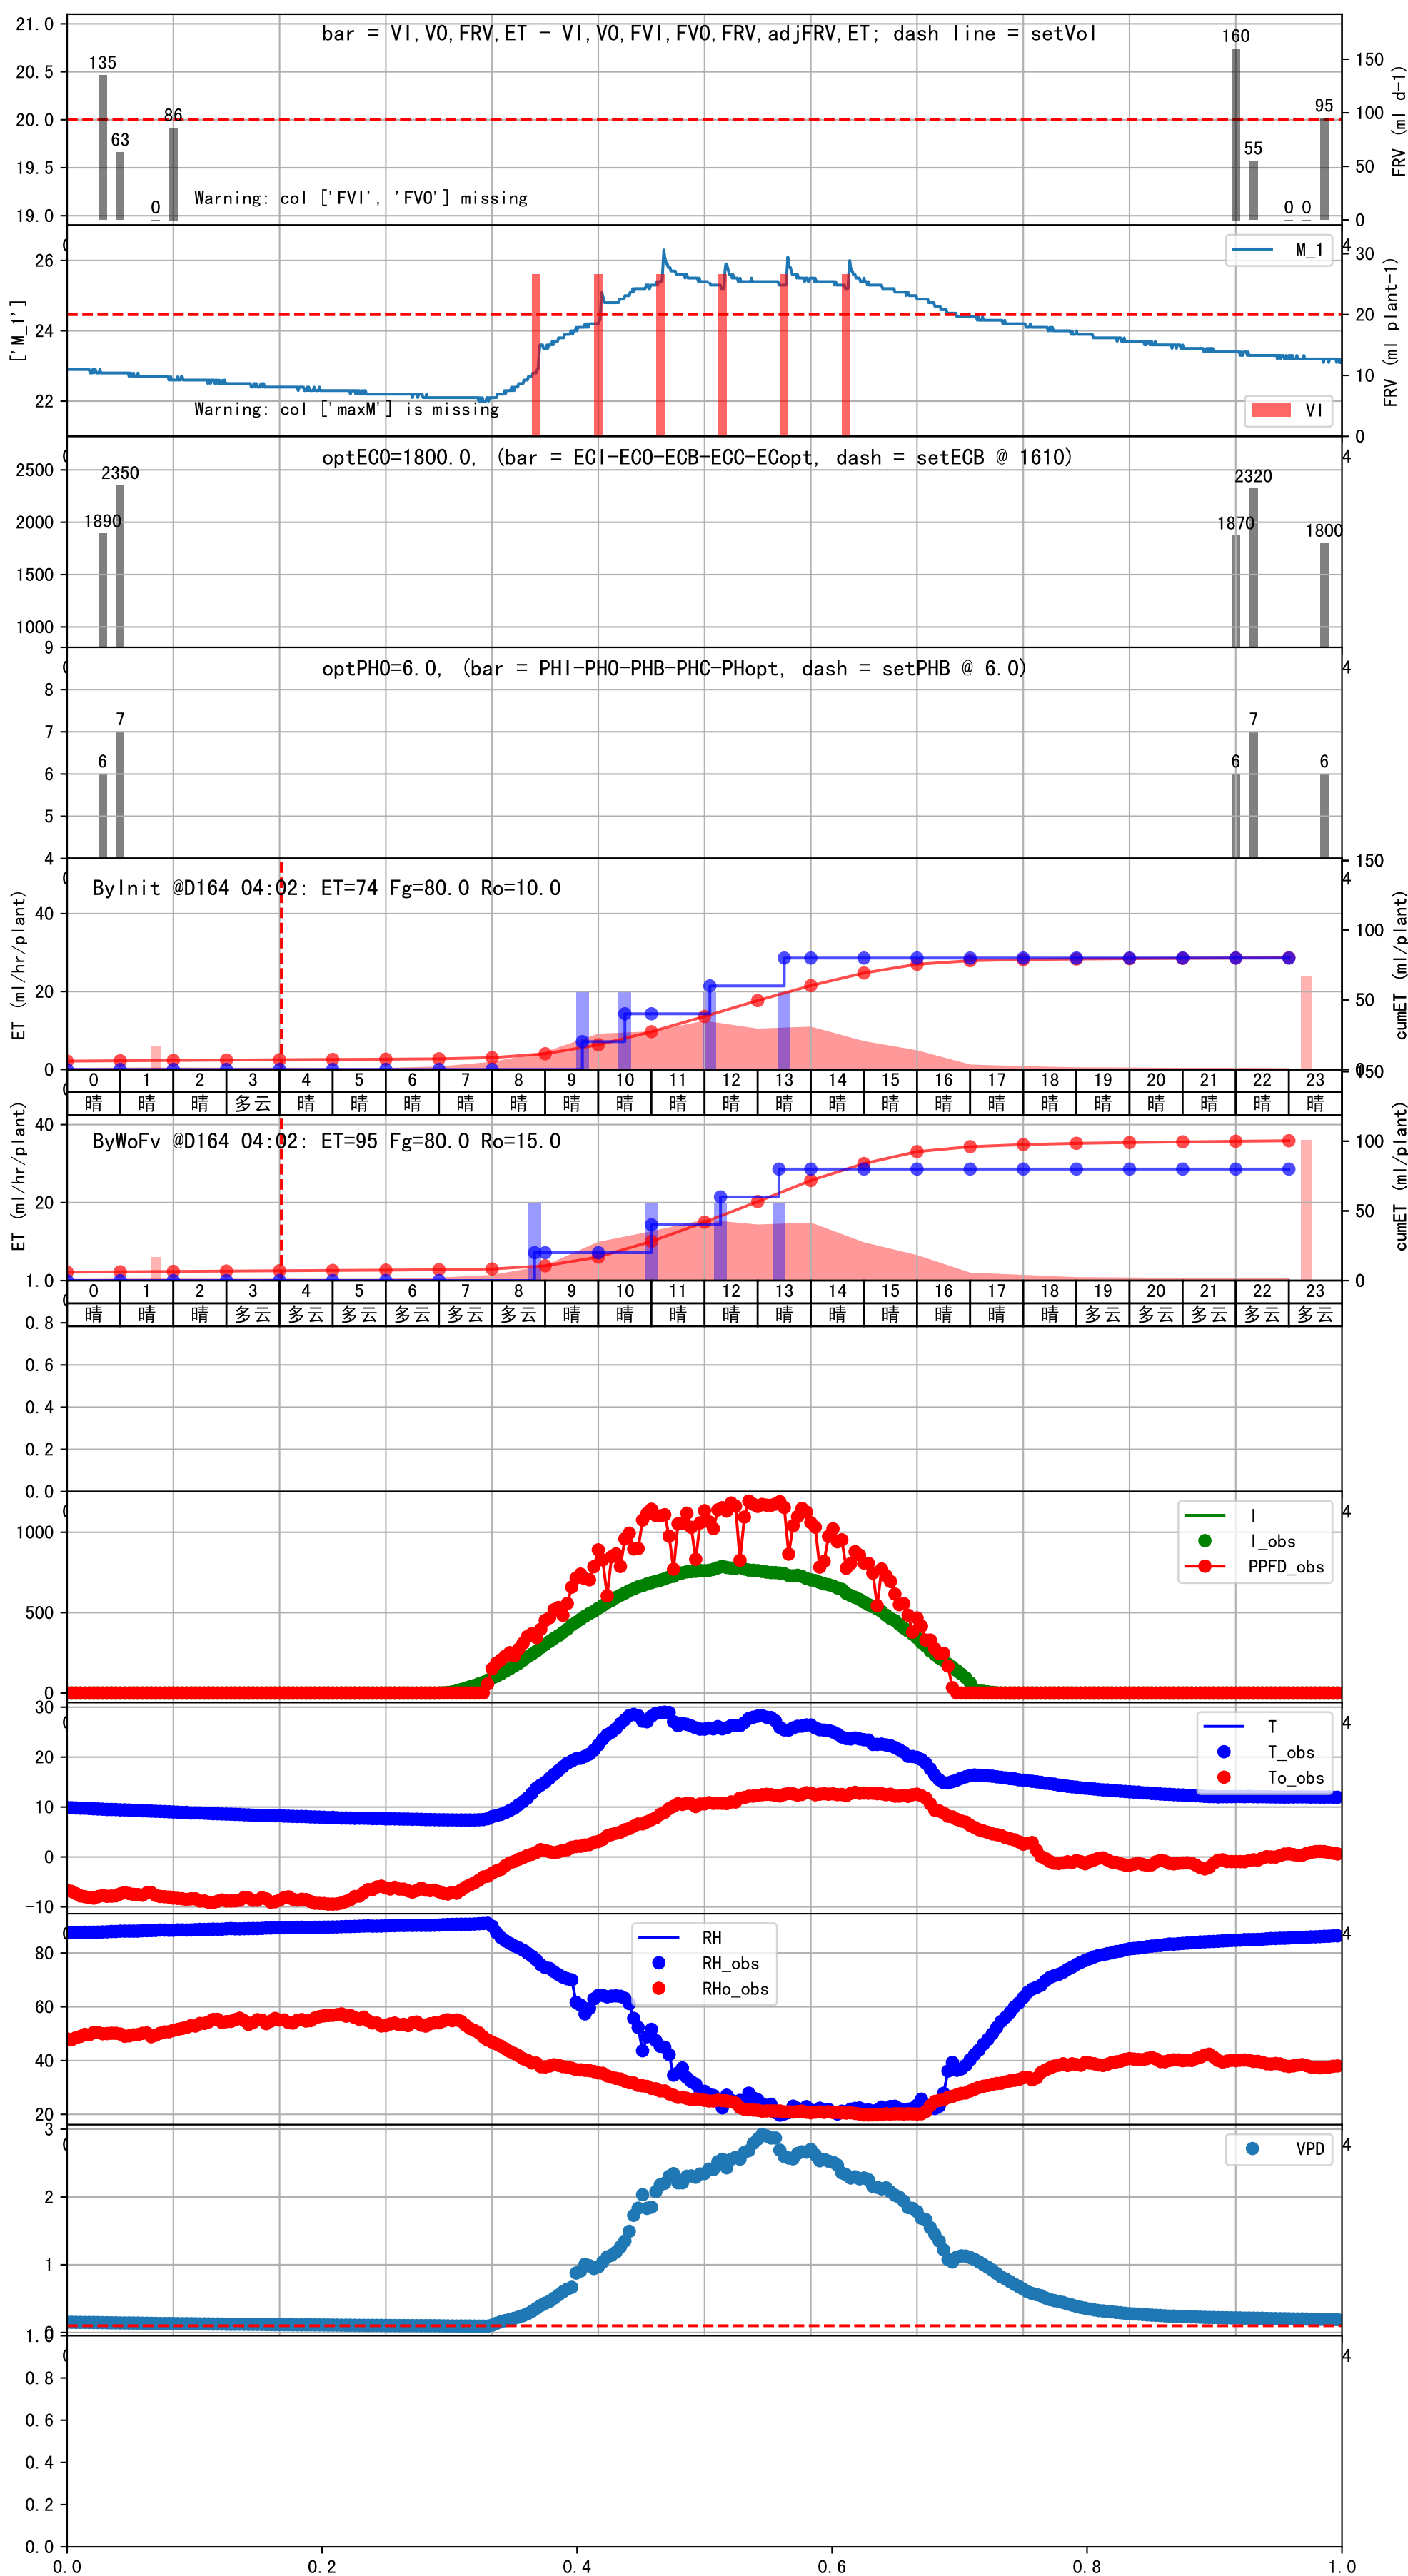 bar = VI,VO,FRV,ET - VI,VO,FVI,FVO,FRV,adjFRV,ET; dash line = setVol
21.0
20.5
20.0
19.5
19.0
135
63
0
86
160
55
0 0
95
150
100
50
0
FRV (ml d-1)
Warning: col ['FVI', 'FVO'] missing
['M_1']
26
24
22
M_1
VI
30
20
10
0
FRV (ml plant-1)
Warning: col ['maxM'] is missing
4
optECO=1800.0, (bar = ECI-ECO-ECB-ECC-ECopt, dash = setECB @ 1610)
2500
2000
1500
1000
1890
2350
1870
2320
1800
4
optPHO=6.0, (bar = PHI-PHO-PHB-PHC-PHopt, dash = setPHB @ 6.0)
9
8
7
6
5
4
6
7
6
7
6
4
ByInit @D164 04:02: ET=74 Fg=80.0 Ro=10.0
ET (ml/hr/plant)
40
20
0
150
100
50
cumET (ml/plant)
4
0 1 2 3 4 5 6 7 8 9 10 11 12 13 14 15 16 17 18 19 20 21 22 23
晴 晴 晴 多云 晴 晴 晴 晴 晴 晴 晴 晴 晴 晴 晴 晴 晴 晴 晴 晴 晴 晴 晴 晴
ByWoFv @D164 04:02: ET=95 Fg=80.0 Ro=15.0
ET (ml/hr/plant)
40
20
100
50
0
cumET (ml/plant)
0 1 2 3 4 5 6 7 8 9 10 11 12 13 14 15 16 17 18 19 20 21 22 23
晴 晴 晴 多云 多云 多云 多云 多云 多云 晴 晴 晴 晴 晴 晴 晴 晴 晴 晴 多云 多云 多云 多云 多云
1.0
0.8
0.6
0.4
0.2
0.0
4
I
I_obs
PPFD_obs
1000
500
0
4
T
T_obs
To_obs
30
20
10
0
-10
4
RH
RH_obs
RHo_obs
80
60
40
20
4
VPD
3
2
1
0
4
1.0
0.8
0.6
0.4
0.2
0.0
0.0 0.2 0.4 0.6 0.8 1.0